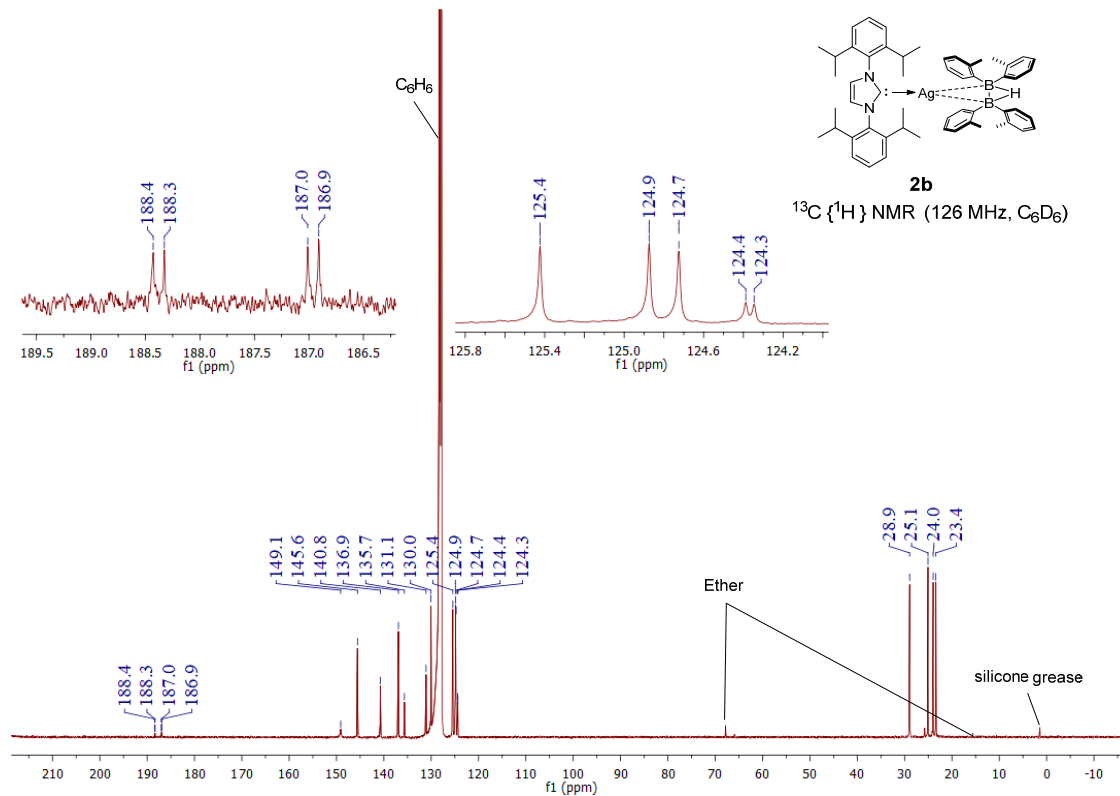 C6H6
188.4
188.3
187.0
186.9
189.5 189.0 188.5 188.0 187.5 187.0 186.5
f1 (ppm)
125.4
124.9
124.7
124.4
124.3
125.8 125.4 125.0 124.6 124.2
f1 (ppm)
N
N
:
Ag
B
B
H
2b
13C {1H} NMR (126 MHz, C6D6)
188.4
188.3
187.0
186.9
149.1
145.6
140.8
136.9
135.7
131.1
130.0
125.4
124.9
124.7
124.4
124.3
Ether
28.9
25.1
24.0
23.4
silicone grease
210 200 190 180 170 160 150 140 130 120 110 100 90 80 70 60 50 40 30 20 10 0 -10
f1 (ppm)